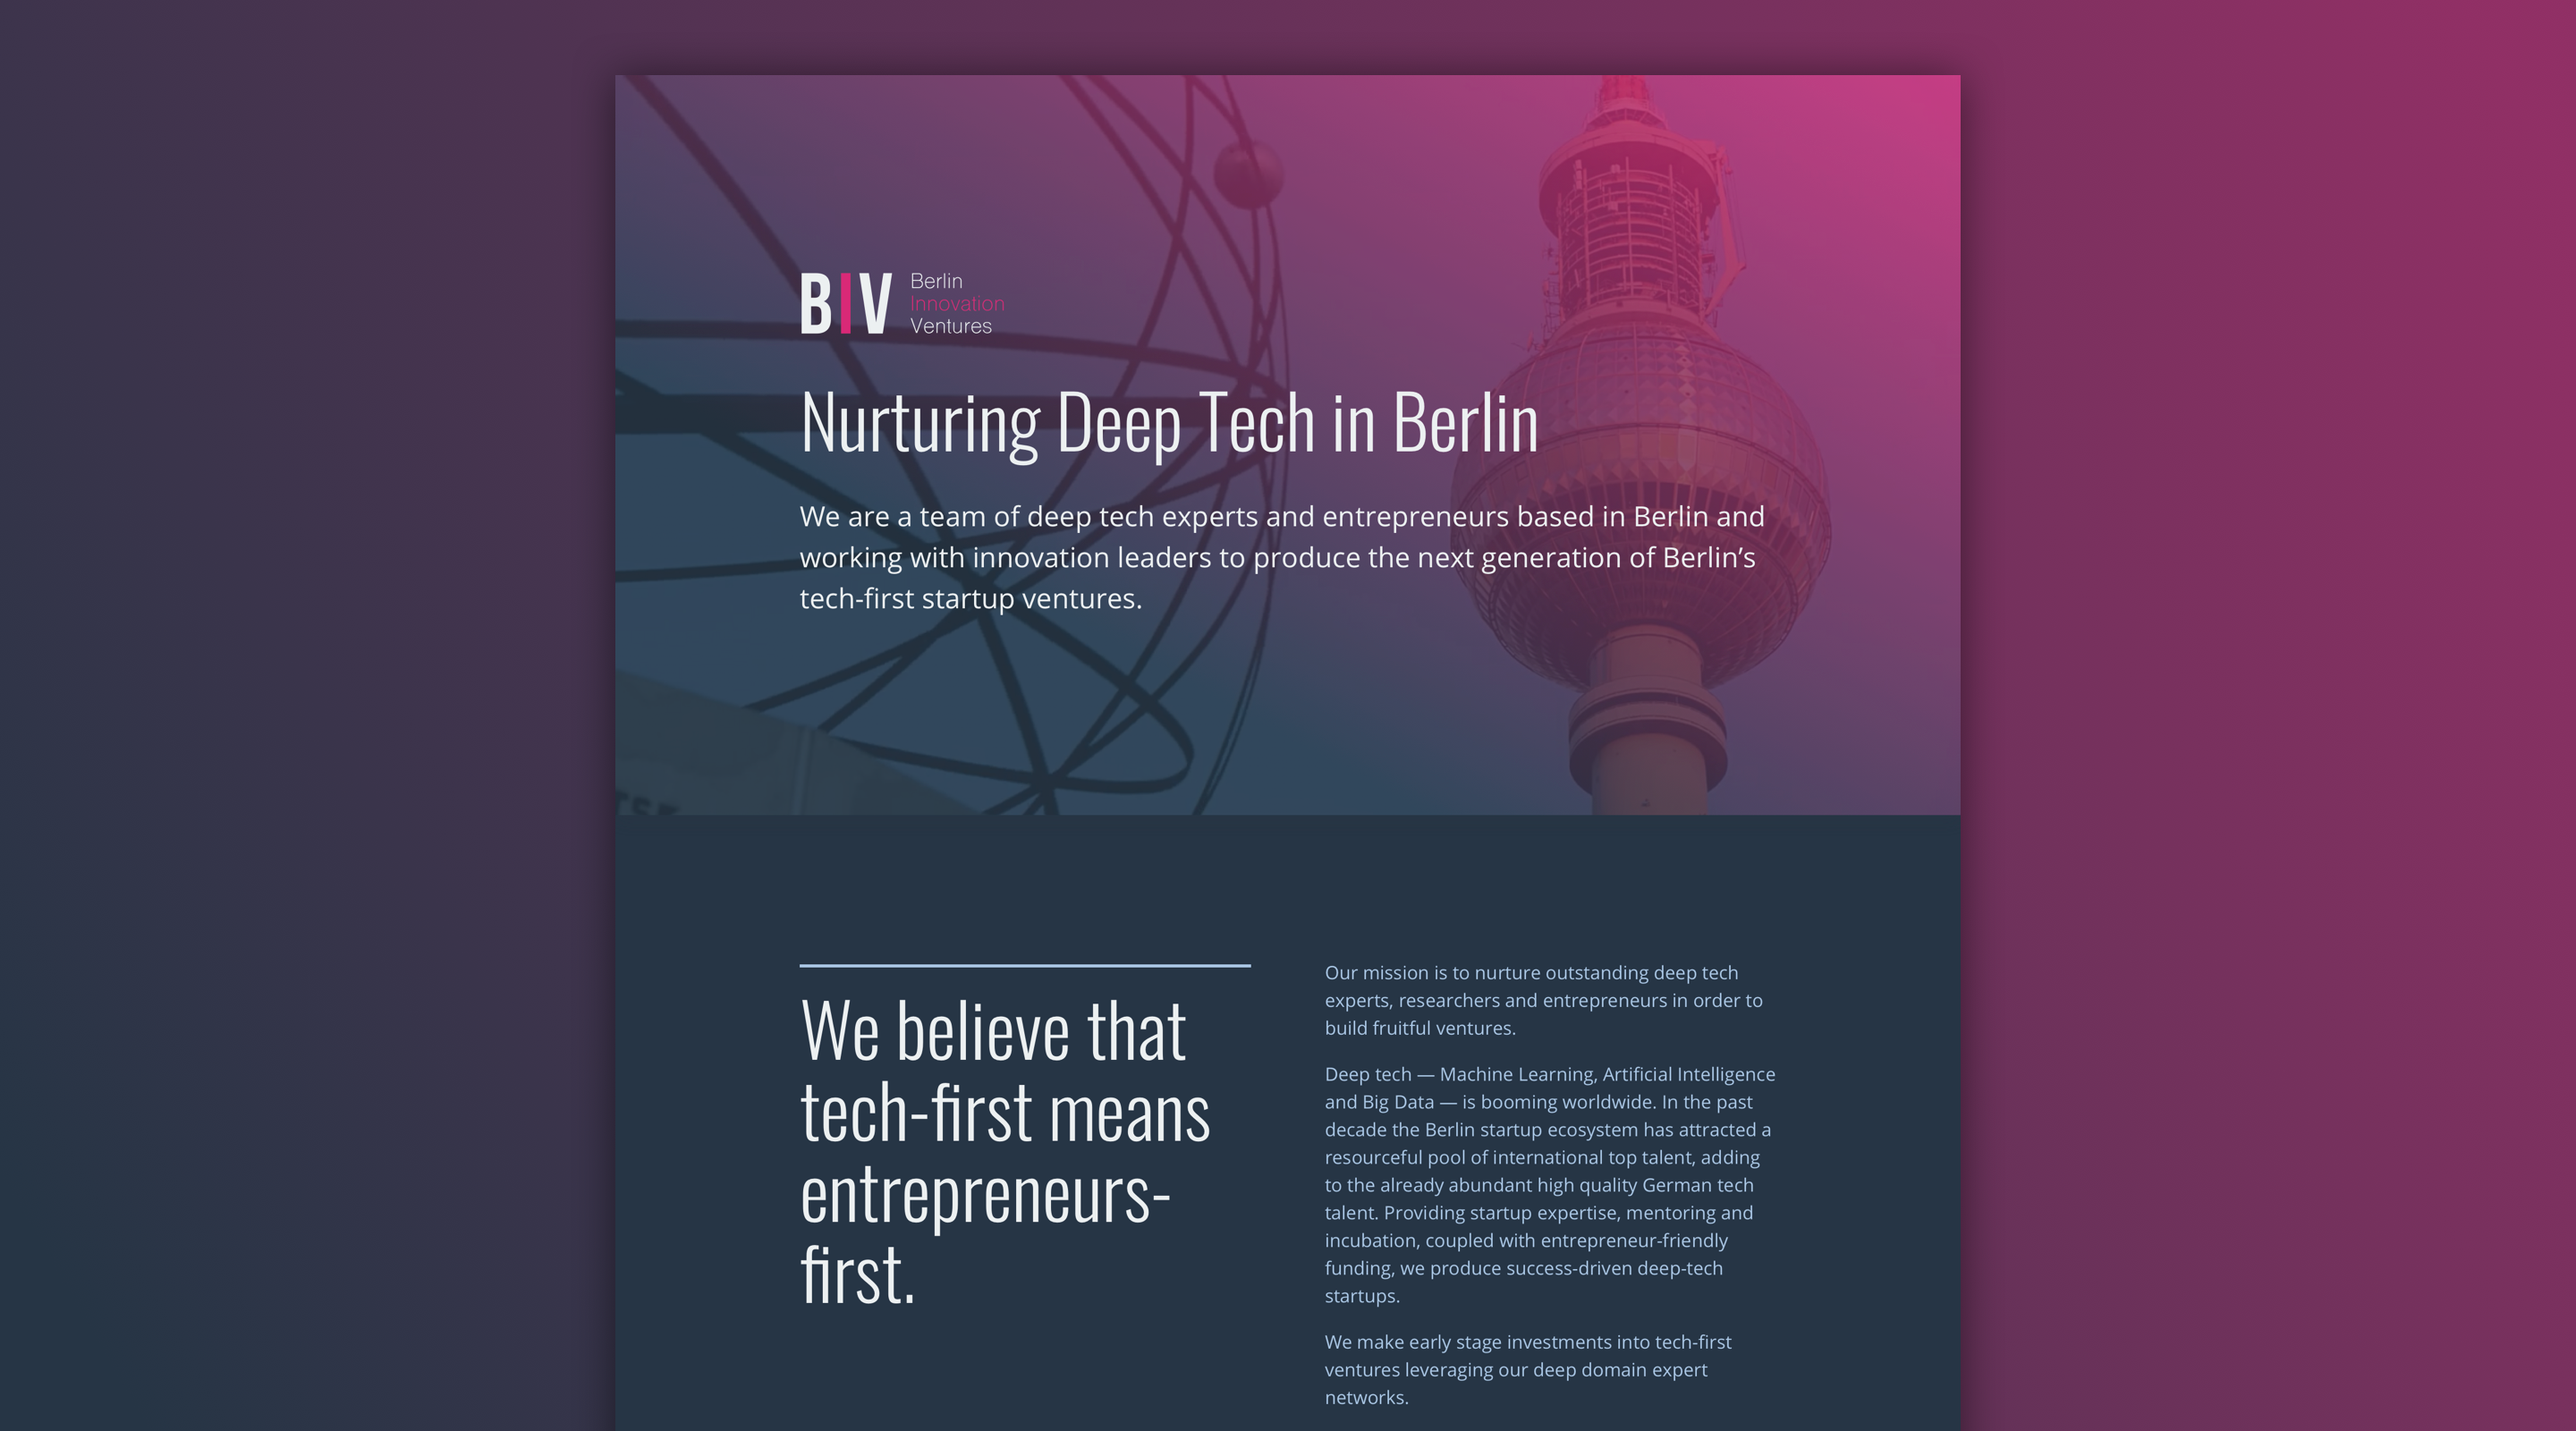 BIV
Berlin
Innovation
Ventures
Nurturing Deep Tech in Berlin
We are a team of deep tech experts and entrepreneurs based in Berlin and
working with innovation leaders to produce the next generation of Berlin’s
tech-first startup ventures.
We believe that
tech-first means
entrepreneurs-
first.
Our mission is to nurture outstanding deep tech
experts, researchers and entrepreneurs in order to
build fruitful ventures.
Deep tech — Machine Learning, Artificial Intelligence
and Big Data — is booming worldwide. In the past
decade the Berlin startup ecosystem has attracted a
resourceful pool of international top talent, adding
to the already abundant high quality German tech
talent. Providing startup expertise, mentoring and
incubation, coupled with entrepreneur-friendly
funding, we produce success-driven deep-tech
startups.
We make early stage investments into tech-first
ventures leveraging our deep domain expert
networks.